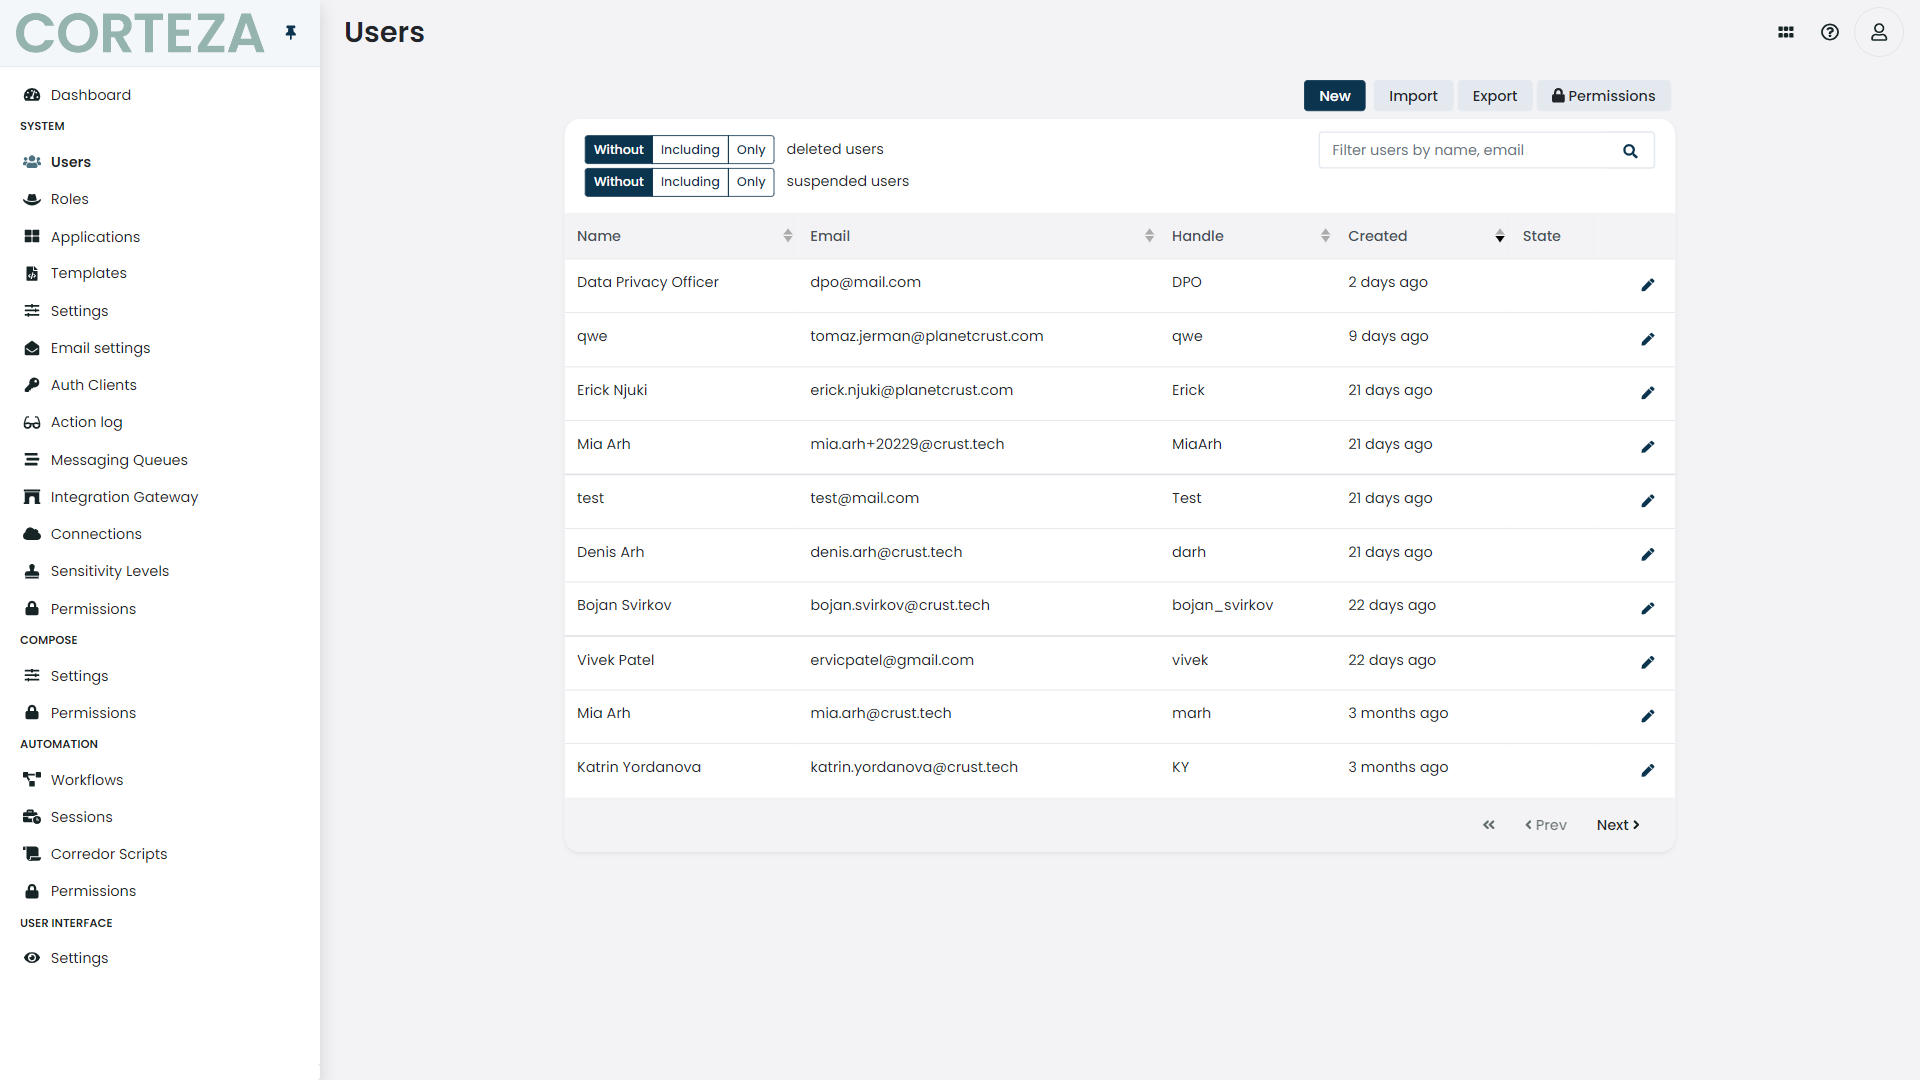 CORTEZA
Users
Dashboard
SYSTEM
Users
Roles
Applications
Templates
Settings
Email settings
Auth Clients
Action log
Messaging Queues
Integration Gateway
Connections
Sensitivity Levels
Permissions
COMPOSE
Settings
Permissions
AUTOMATION
Workflows
Sessions
Corredor Scripts
Permissions
USER INTERFACE
Settings
New Import Export Permissions
Without Including Only deleted users
Filter users by name, email
Without Including Only suspended users
Name Email Handle Created State
Data Privacy Officer dpo@mail.com DPO 2 days ago
qwe tomaz.jerman@planetcrust.com qwe 9 days ago
Erick Njuki erick.njuki@planetcrust.com Erick 21 days ago
Mia Arh mia.arh+20229@crust.tech MiaArh 21 days ago
test test@mail.com Test 21 days ago
Denis Arh denis.arh@crust.tech darh 21 days ago
Bojan Svirkov bojan.svirkov@crust.tech bojan_svirkov 22 days ago
Vivek Patel ervicpatel@gmail.com vivek 22 days ago
Mia Arh mia.arh@crust.tech marh 3 months ago
Katrin Yordanova katrin.yordanova@crust.tech KY 3 months ago
« ‹ Prev Next ›